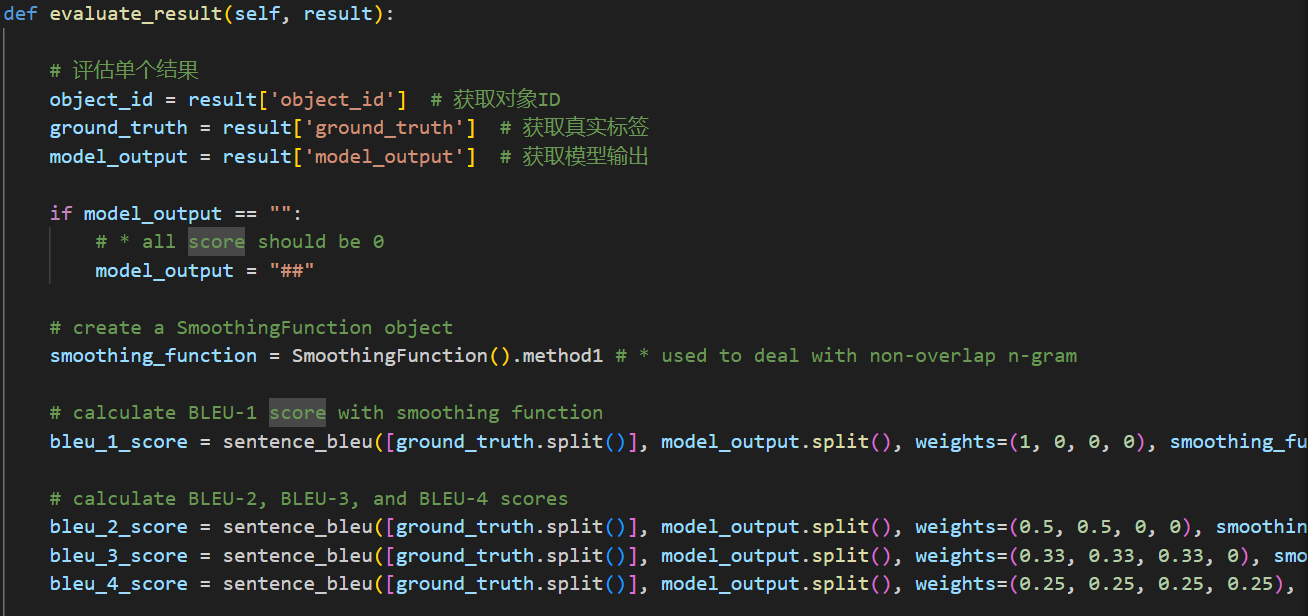 def evaluate_result(self, result):
# 评估单个结果
object_id = result['object_id']  # 获取对象ID
ground_truth = result['ground_truth']  # 获取真实标签
model_output = result['model_output']  # 获取模型输出
if model_output == "":
# * all score should be 0
model_output = "##"
# create a SmoothingFunction object
smoothing_function = SmoothingFunction().method1 # * used to deal with non-overlap n-gram
# calculate BLEU-1 score with smoothing function
bleu_1_score = sentence_bleu([ground_truth.split()], model_output.split(), weights=(1, 0, 0, 0), smoothing_fu
# calculate BLEU-2, BLEU-3, and BLEU-4 scores
bleu_2_score = sentence_bleu([ground_truth.split()], model_output.split(), weights=(0.5, 0.5, 0, 0), smoothin
bleu_3_score = sentence_bleu([ground_truth.split()], model_output.split(), weights=(0.33, 0.33, 0.33, 0), smo
bleu_4_score = sentence_bleu([ground_truth.split()], model_output.split(), weights=(0.25, 0.25, 0.25, 0.25),